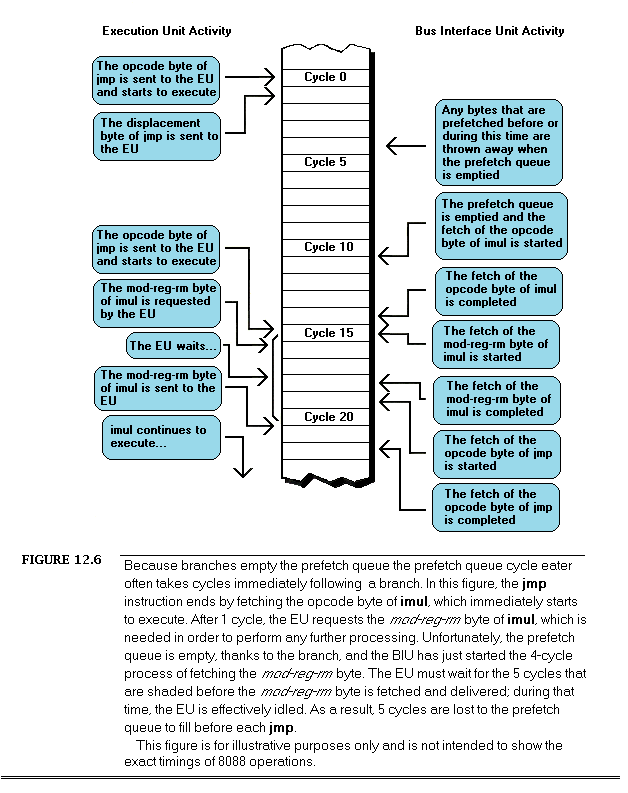 Execution Unit Activity
Bus Interface Unit Activity
The opcode byte of
jmp is sent to the EU
and starts to execute
The displacement
byte of jmp is sent to
the EU
The opcode byte of
jmp is sent to the EU
and starts to execute
The mod-reg-rm byte
of imul is requested
by the EU
The EU waits...
The mod-reg-rm byte
of imul is sent to the
EU
imul continues to
execute...
Cycle 0
Cycle 5
Cycle 10
Cycle 15
Cycle 20
Any bytes that are
prefetched before or
during this time are
thrown away when
the prefetch queue
is emptied
The prefetch queue
is emptied and the
fetch of the opcode
byte of imul is started
The fetch of the
opcode byte of imul
is completed
The fetch of the
mod-reg-rm byte of
imul is started
The fetch of the
mod-reg-rm byte of
imul is completed
The fetch of the
opcode byte of jmp
is started
The fetch of the
opcode byte of jmp
is completed
FIGURE 12.6
Because branches empty the prefetch queue the prefetch queue cycle eater
often takes cycles immediately following a branch. In this figure, the jmp
instruction ends by fetching the opcode byte of imul, which immediately starts
to execute. After 1 cycle, the EU requests the mod-reg-rm byte of imul, which is
needed in order to perform any further processing. Unfortunately, the prefetch
queue is empty, thanks to the branch, and the BIU has just started the 4-cycle
process of fetching the mod-reg-rm byte. The EU must wait for the 5 cycles that
are shaded before the mod-reg-rm byte is fetched and delivered; during that
time, the EU is effectively idled. As a result, 5 cycles are lost to the prefetch
queue to fill before each jmp.
This figure is for illustrative purposes only and is not intended to show the
exact timings of 8088 operations.